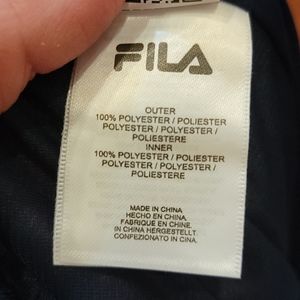 FILA
OUTER
100% POLYESTER / POLIESTER
POLYESTER / POLYESTER /
POLIESTERE
INNER
100% POLYESTER / POLIESTER
POLYESTER / POLYESTER /
POLIESTERE
MADE IN CHINA
HECHO EN CHINA.
FABRIQUE EN CHINE.
IN CHINA HERGESTELLT.
CONFEZIONATO IN CINA.